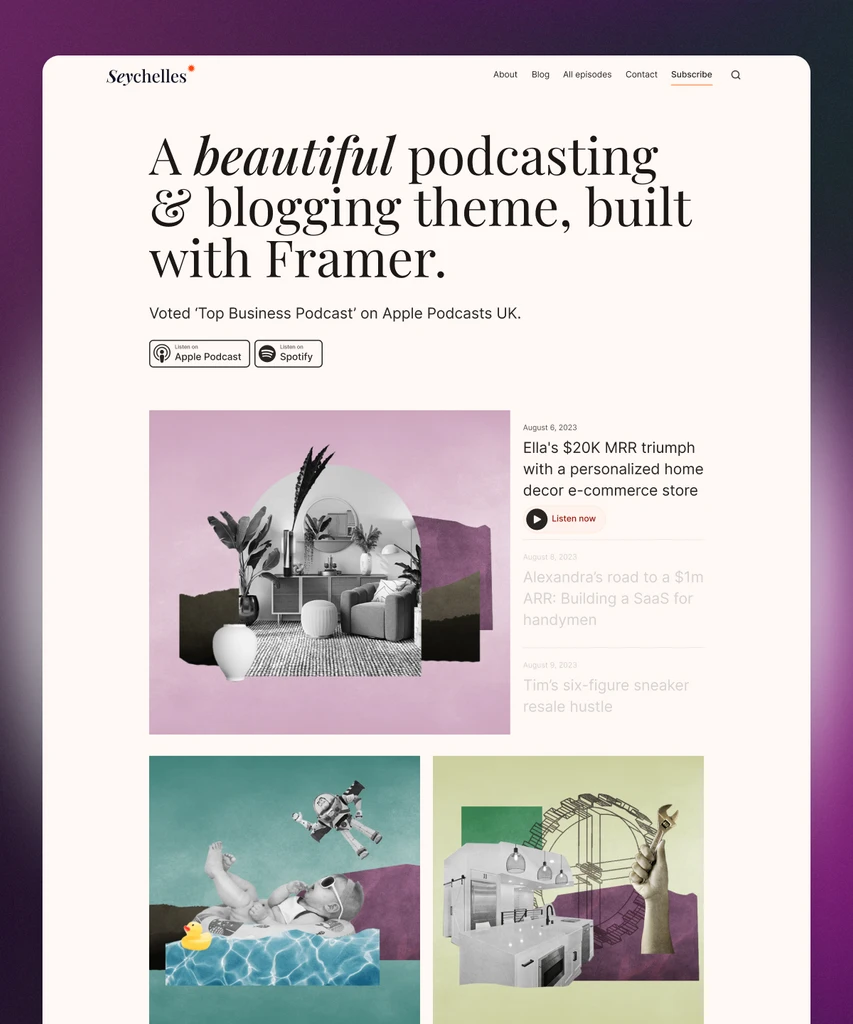 Seychelles
About Blog All episodes Contact Subscribe
A beautiful podcasting
& blogging theme, built
with Framer.
Voted ‘Top Business Podcast’ on Apple Podcasts UK.
Listen on
Apple Podcast
Listen on
Spotify
August 6, 2023
Ella's $20K MRR triumph
with a personalized home
decor e-commerce store
Listen now
August 6, 2023
Alexandra’s road to a $1m
ARR: Building a SaaS for
handymen
August 9, 2023
Tim’s six-figure sneaker
resale hustle